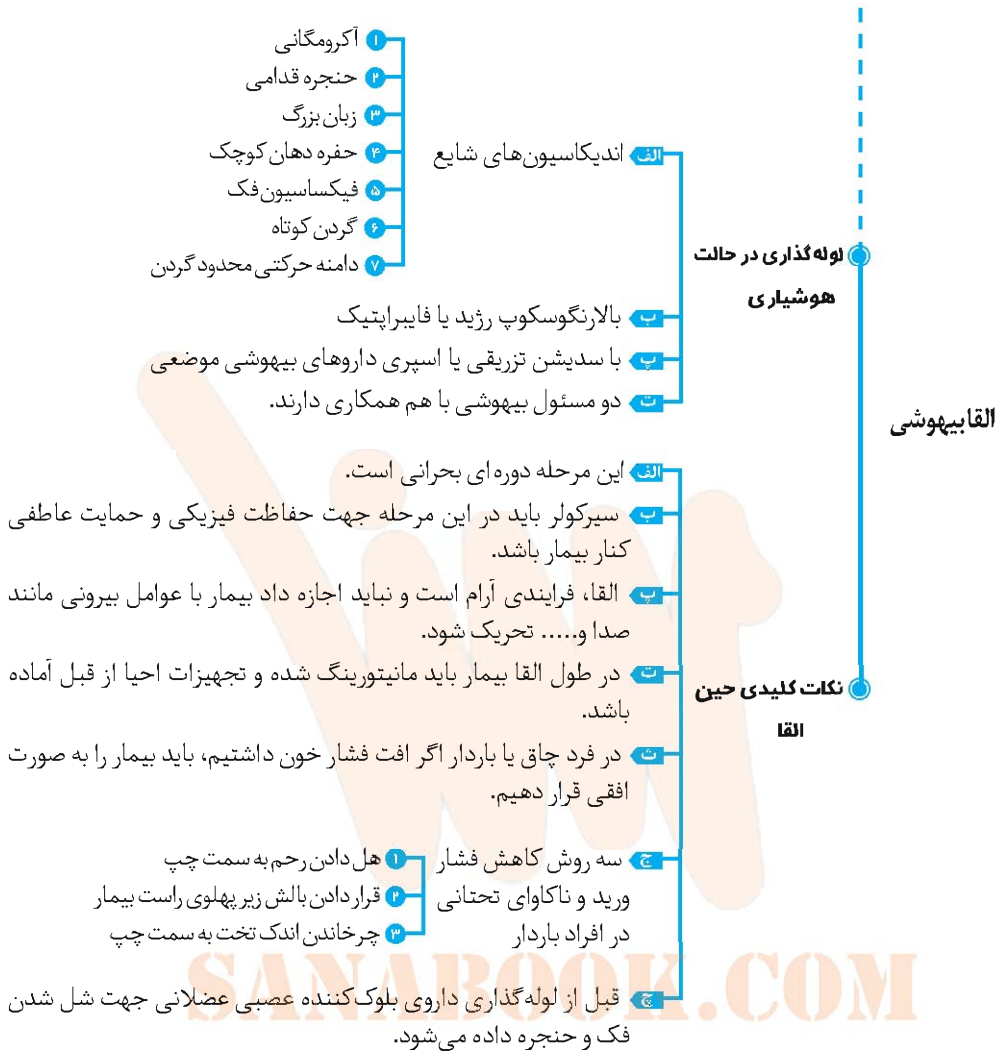 القابیهوشی
لوله‌گذاری در حالت
هوشیاری
الف اندیکاسیون‌های شایع
۱ آکرومگانی
۲ حنجره قدامی
۳ زبان بزرگ
۴ حفره دهان کوچک
۵ فیکساسیون فک
۶ گردن کوتاه
۷ دامنه حرکتی محدود گردن
ب بالارنگوسکوپ رژید یا فایبراپتیک
پ با سدیشن تزریقی یا اسپری داروهای بیهوشی موضعی
ت دو مسئول بیهوشی با هم همکاری دارند.
نکات کلیدی حین
القا
الف این مرحله دوره ای بحرانی است.
ب سیرکولر باید در این مرحله جهت حفاظت فیزیکی و حمایت عاطفی
کنار بیمار باشد.
پ القا، فرایندی آرام است و نباید اجازه داد بیمار با عوامل بیرونی مانند
صدا و..... تحریک شود.
ت در طول القا بیمار باید مانیتورینگ شده و تجهیزات احیا از قبل آماده
باشد.
ث در فرد چاق یا باردار اگر افت فشار خون داشتیم، باید بیمار را به صورت
افقی قرار دهیم.
ج سه روش کاهش فشار
ورید و ناکاوای تحتانی
در افراد باردار
۱ هل دادن رحم به سمت چپ
۲ قرار دادن بالش زیر پهلوی راست بیمار
۳ چرخاندن اندک تخت به سمت چپ
چ قبل از لوله‌گذاری داروی بلوک‌کننده عصبی عضلانی جهت شل شدن
فک و حنجره داده می‌شود.
SANABOOK.COM